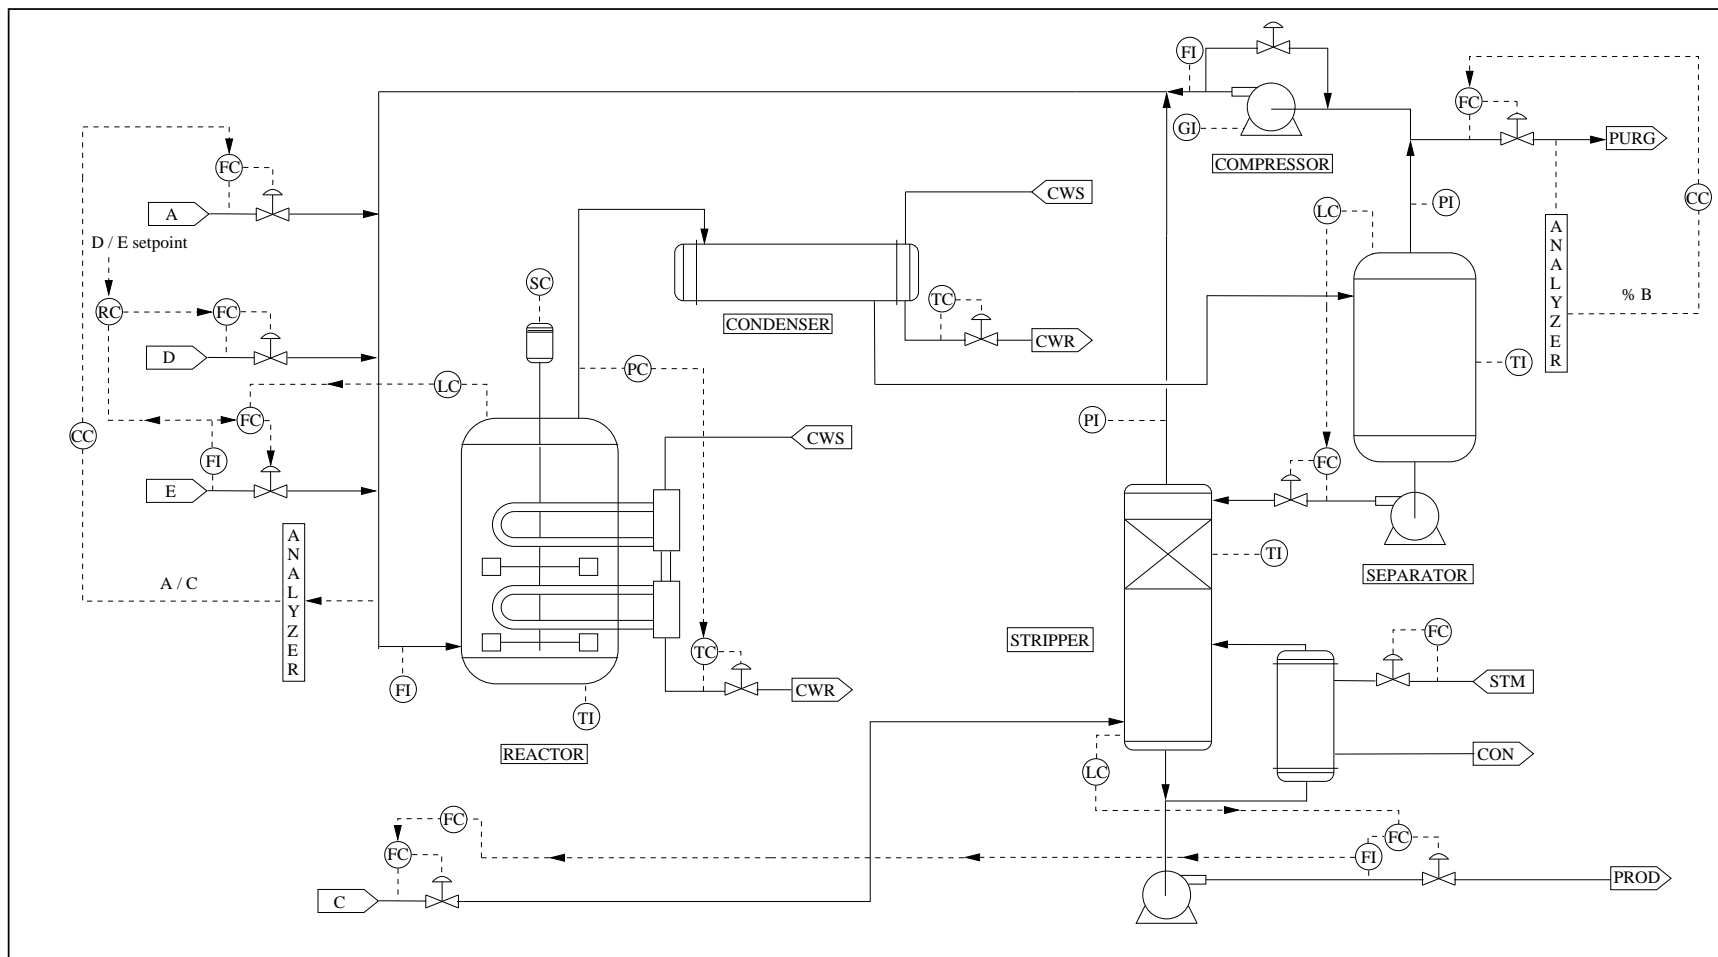 FI
FC
GI
PURG
COMPRESSOR
FC
A
CWS
LC
PI
CC
ANALYZER
D / E setpoint
SC
RC
FC
CONDENSER
TC
CWR
% B
D
PC
TI
LC
FC
PI
CWS
CC
FI
FC
E
TI
SEPARATOR
ANALYZER
A / C
STRIPPER
FC
TC
STM
FI
CWR
TI
REACTOR
CON
LC
FC
FC
FC
FI
PROD
C